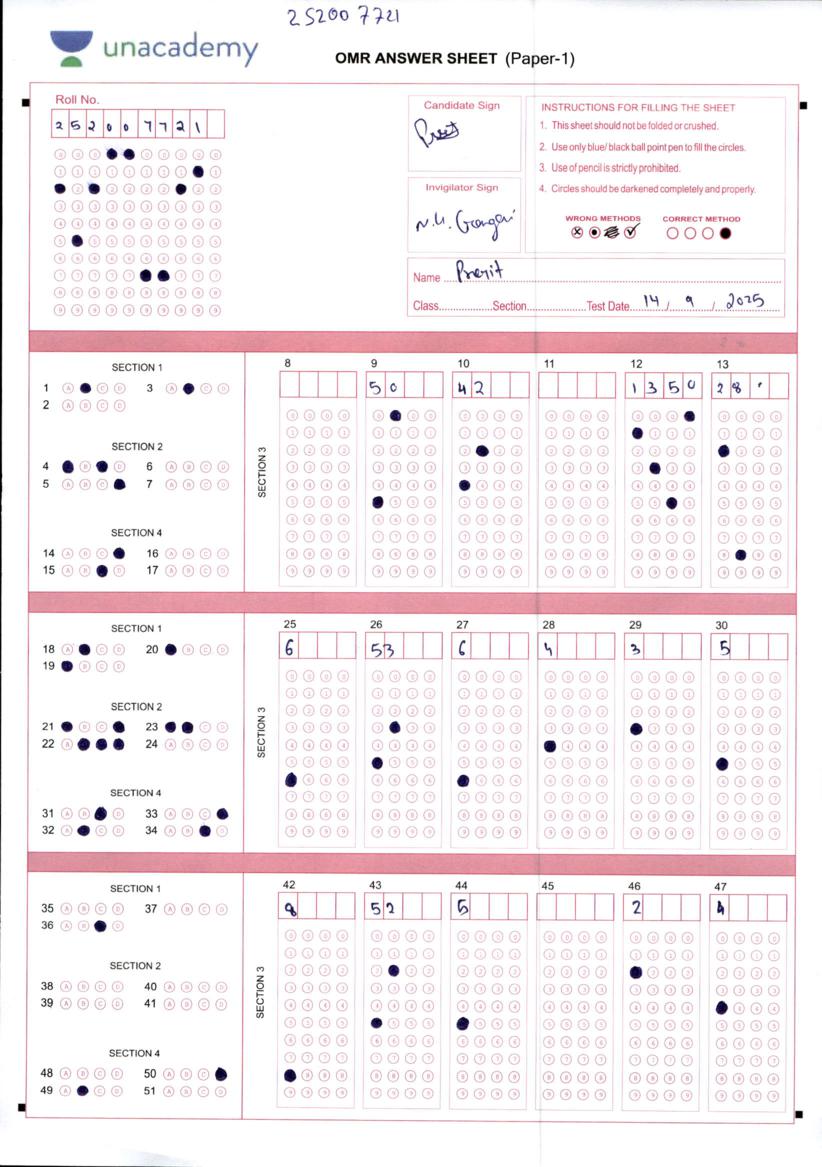 25200 7721
unacademy
OMR ANSWER SHEET (Paper-1)
Roll No.
2 5 2 0 0 7 7 2 1
Candidate Sign
Invigilator Sign
INSTRUCTIONS FOR FILLING THE SHEET
1. This sheet should not be folded or crushed.
2. Use only blue/ black ball point pen to fill the circles.
3. Use of pencil is strictly prohibited.
4. Circles should be darkened completely and properly.
WRONG METHODS CORRECT METHOD
Name Prerit
Class Section Test Date 14 / 9 / 2025
SECTION 1
1 A C D 3 A C D
2 A B C D
SECTION 2
4 B D 6 A B C D
5 A B C 7 A B C D
SECTION 4
14 A B C 16 A B C D
15 A B D 17 A B C D
SECTION 3
8 9 10 11 12 13
50 42 1350 28
SECTION 1
18 A C D 20 B C D
19 B C D
SECTION 2
21 B C 23 C D
22 A 24 A B C D
SECTION 4
31 A B D 33 A B C
32 A C D 34 A B D
SECTION 3
25 26 27 28 29 30
6 53 6 4 3 5
SECTION 1
35 A B C D 37 A B C D
36 A B D
SECTION 2
38 A B C D 40 A B C D
39 A B C D 41 A B C D
SECTION 4
48 A B C D 50 A B C
49 A C D 51 A B C D
SECTION 3
42 43 44 45 46 47
8 52 5 2 4